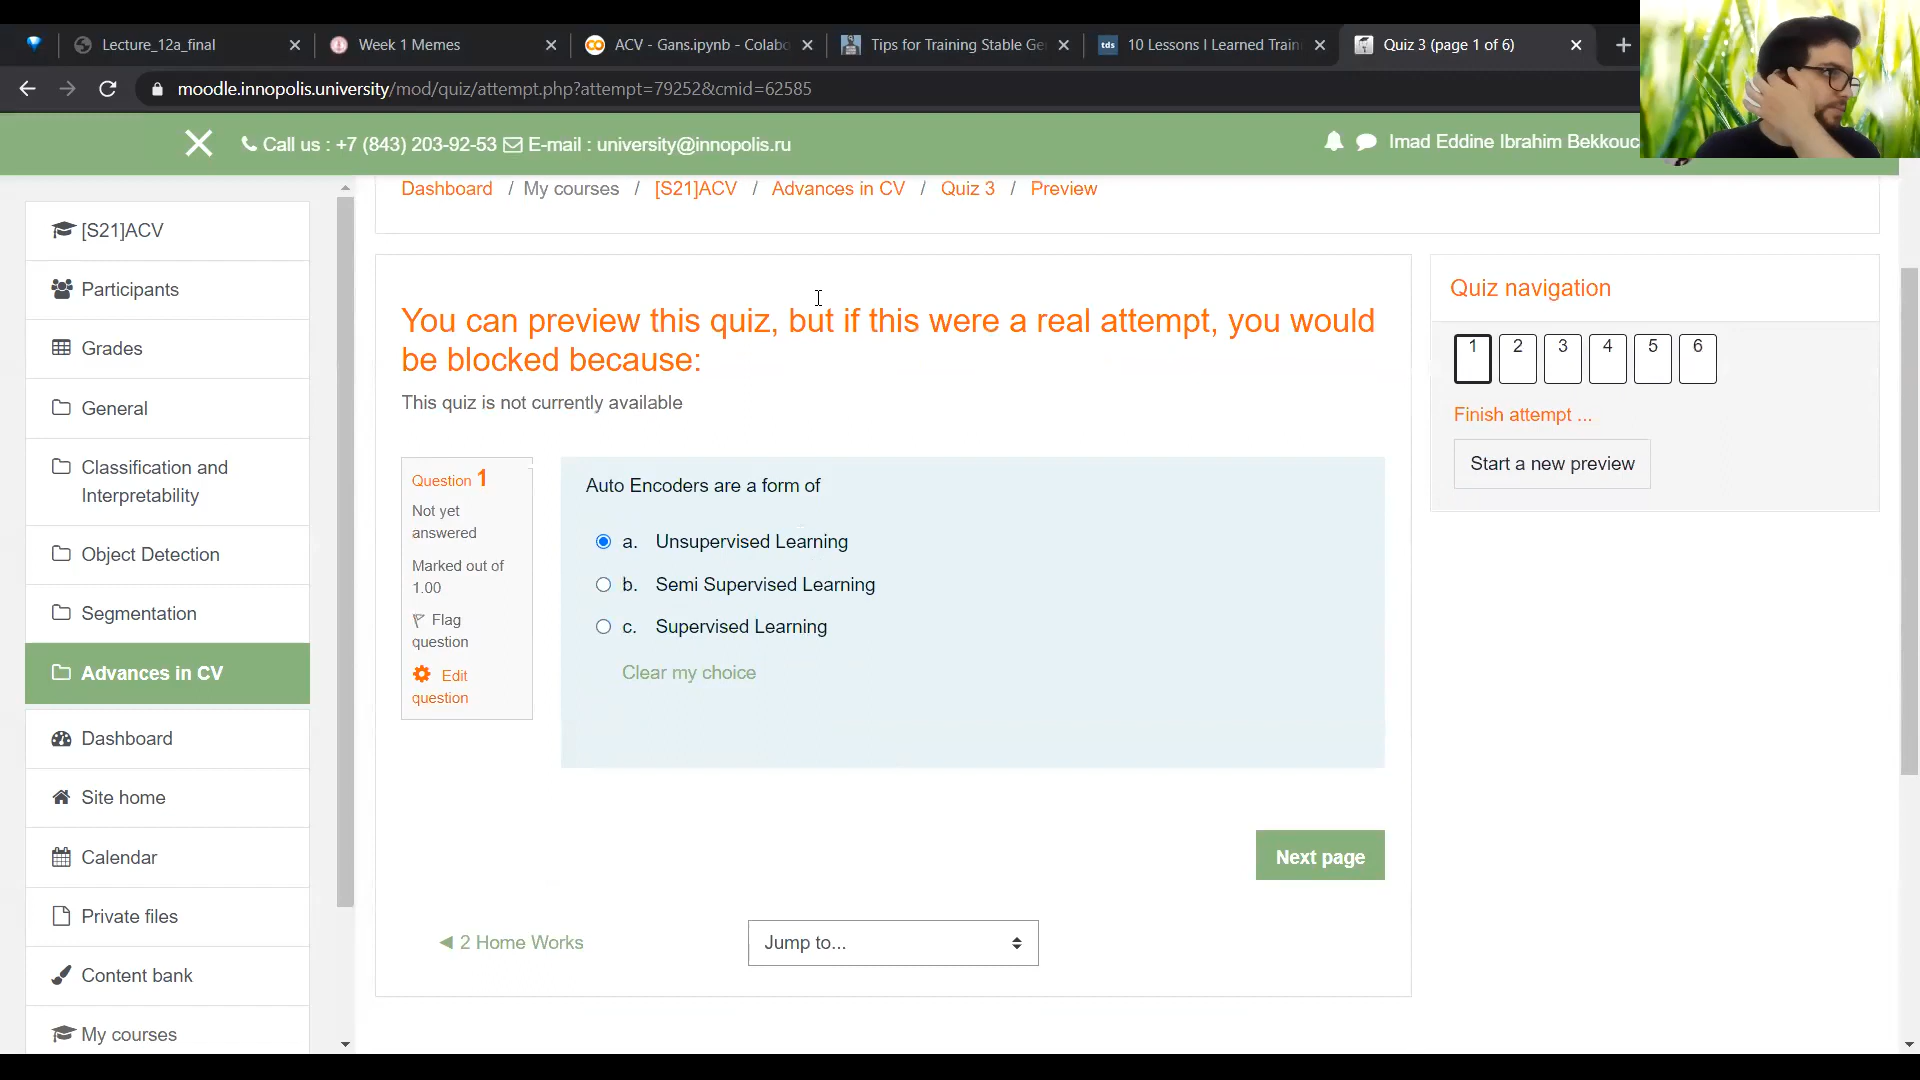 Lecture_12a_final
Week 1 Memes
ACV - Gans.ipynb - Colabo
Tips for Training Stable Ge
tds
10 Lessons I Learned Train
Quiz 3 (page 1 of 6)
moodle.innopolis.university/mod/quiz/attempt.php?attempt=79252&cmid=62585
Call us : +7 (843) 203-92-53 E-mail : university@innopolis.ru
Imad Eddine Ibrahim Bekkouc
[S21]ACV
Participants
Grades
General
Classification and
Interpretability
Object Detection
Segmentation
Advances in CV
Dashboard
Site home
Calendar
Private files
Content bank
My courses
Dashboard / My courses / [S21]ACV / Advances in CV / Quiz 3 / Preview
You can preview this quiz, but if this were a real attempt, you would
be blocked because:
This quiz is not currently available
Question 1
Not yet
answered
Marked out of
1.00
Flag
question
Edit
question
Auto Encoders are a form of
a. Unsupervised Learning
b. Semi Supervised Learning
c. Supervised Learning
Clear my choice
Next page
◄ 2 Home Works
Jump to...
Quiz navigation
1 2 3 4 5 6
Finish attempt ...
Start a new preview